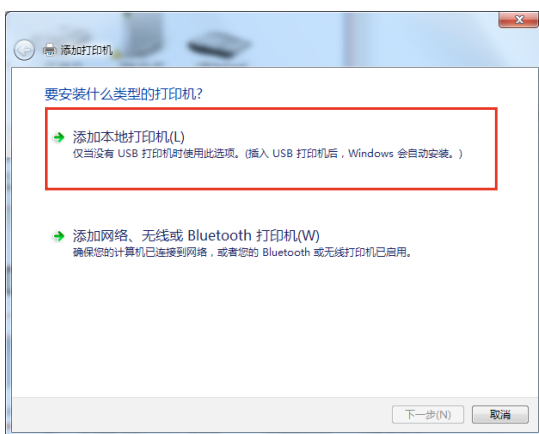 添加打印机
要安装什么类型的打印机?
添加本地打印机(L)
仅当没有 USB 打印机时使用此选项。(插入 USB 打印机后，Windows 会自动安装。)
添加网络、无线或 Bluetooth 打印机(W)
确保您的计算机已连接到网络，或者您的 Bluetooth 或无线打印机已启用。
下一步(N) 取消